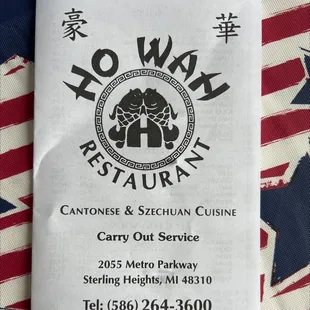 豪 華
HO WAH
H
RESTAURANT
CANTONESE & SZECHUAN CUISINE
Carry Out Service
2055 Metro Parkway
Sterling Heights, MI 48310
Tel: (586) 264-3600